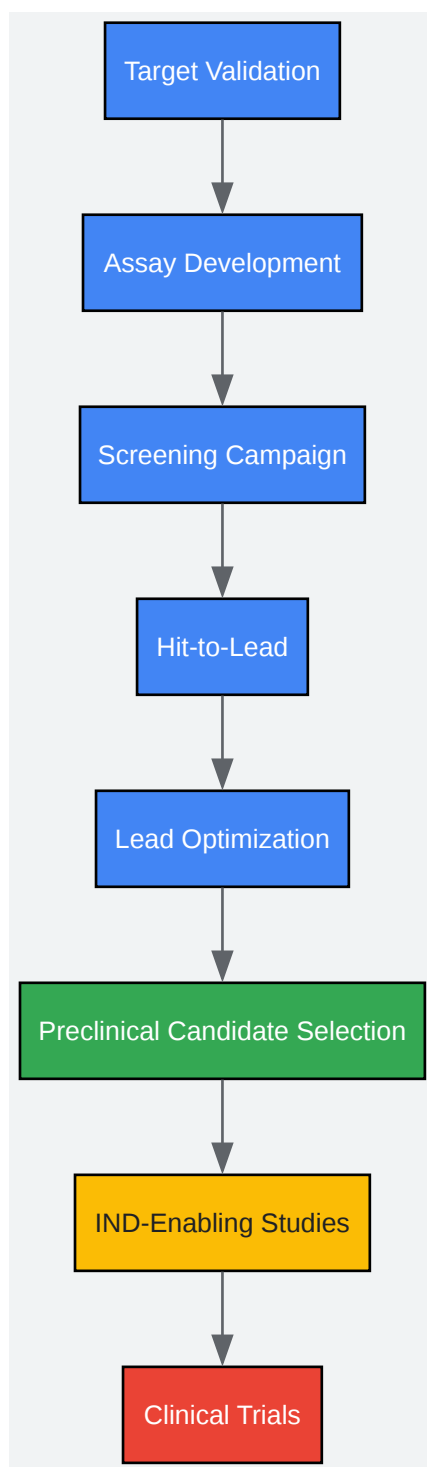 Target Validation
Assay Development
Screening Campaign
Hit-to-Lead
Lead Optimization
Preclinical Candidate Selection
IND-Enabling Studies
Clinical Trials